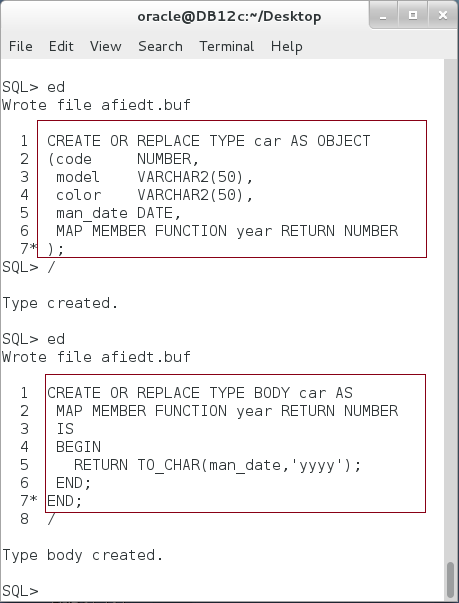 oracle@DB12c:~/Desktop
File Edit View Search Terminal Help
SQL> ed
Wrote file afiedt.buf
1 CREATE OR REPLACE TYPE car AS OBJECT
2 (code NUMBER,
3 model VARCHAR2(50),
4 color VARCHAR2(50),
5 man_date DATE,
6 MAP MEMBER FUNCTION year RETURN NUMBER
7* );
SQL> /
Type created.
SQL> ed
Wrote file afiedt.buf
1 CREATE OR REPLACE TYPE BODY car AS
2 MAP MEMBER FUNCTION year RETURN NUMBER
3 IS
4 BEGIN
5 RETURN TO_CHAR(man_date,'yyyy');
6 END;
7* END;
8 /
Type body created.
SQL>